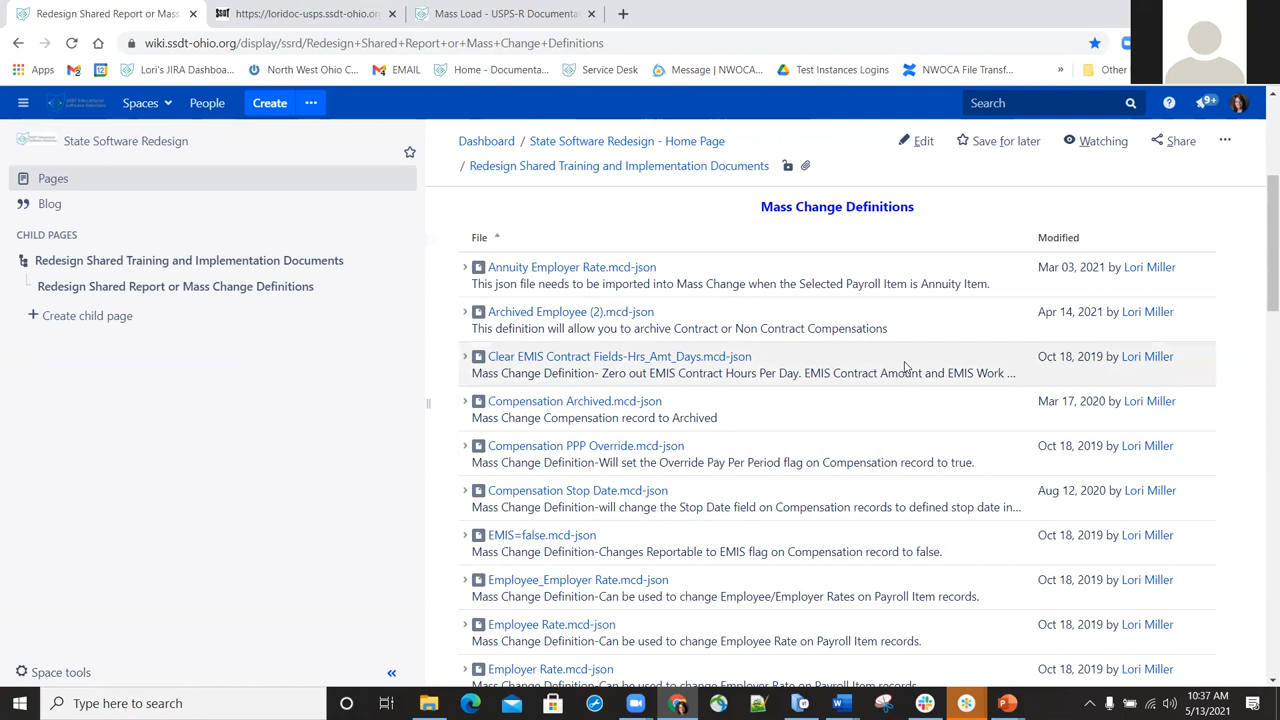 Redesign Shared Report or Mass
https://loridoc-usps.ssdt-ohio.org
Mass Load - USPS-R Documenta
wiki.ssdt-ohio.org/display/ssrd/Redesign+Shared+Report+or+Mass+Change+Definitions
Apps
Lori's JIRA Dashboa...
North West Ohio C...
EMAIL
Home - Documenta...
Service Desk
Message | NWOCA...
Test Instances Logins
NWOCA File Transf...
»
Other
Spaces
People
Create
Search
9+
State Software Redesign
Pages
Blog
CHILD PAGES
Redesign Shared Training and Implementation Documents
Redesign Shared Report or Mass Change Definitions
+ Create child page
Space tools
«
Dashboard / State Software Redesign - Home Page
/ Redesign Shared Training and Implementation Documents
Edit
Save for later
Watching
Share
Mass Change Definitions
File
Modified
Annuity Employer Rate.mcd-json
Mar 03, 2021 by Lori Miller
This json file needs to be imported into Mass Change when the Selected Payroll Item is Annuity Item.
Archived Employee (2).mcd-json
Apr 14, 2021 by Lori Miller
This definition will allow you to archive Contract or Non Contract Compensations
Clear EMIS Contract Fields-Hrs_Amt_Days.mcd-json
Oct 18, 2019 by Lori Miller
Mass Change Definition- Zero out EMIS Contract Hours Per Day. EMIS Contract Amount and EMIS Work ...
Compensation Archived.mcd-json
Mar 17, 2020 by Lori Miller
Mass Change Compensation record to Archived
Compensation PPP Override.mcd-json
Oct 18, 2019 by Lori Miller
Mass Change Definition-Will set the Override Pay Per Period flag on Compensation record to true.
Compensation Stop Date.mcd-json
Aug 12, 2020 by Lori Miller
Mass Change Definition-will change the Stop Date field on Compensation records to defined stop date in...
EMIS=false.mcd-json
Oct 18, 2019 by Lori Miller
Mass Change Definition-Changes Reportable to EMIS flag on Compensation record to false.
Employee_Employer Rate.mcd-json
Oct 18, 2019 by Lori Miller
Mass Change Definition-Can be used to change Employee/Employer Rates on Payroll Item records.
Employee Rate.mcd-json
Oct 18, 2019 by Lori Miller
Mass Change Definition-Can be used to change Employee Rate on Payroll Item records.
Employer Rate.mcd-json
Oct 18, 2019 by Lori Miller
Mass Change Definition-Can be used to change Employer Rate on Payroll Item records.
Type here to search
10:37 AM
5/13/2021